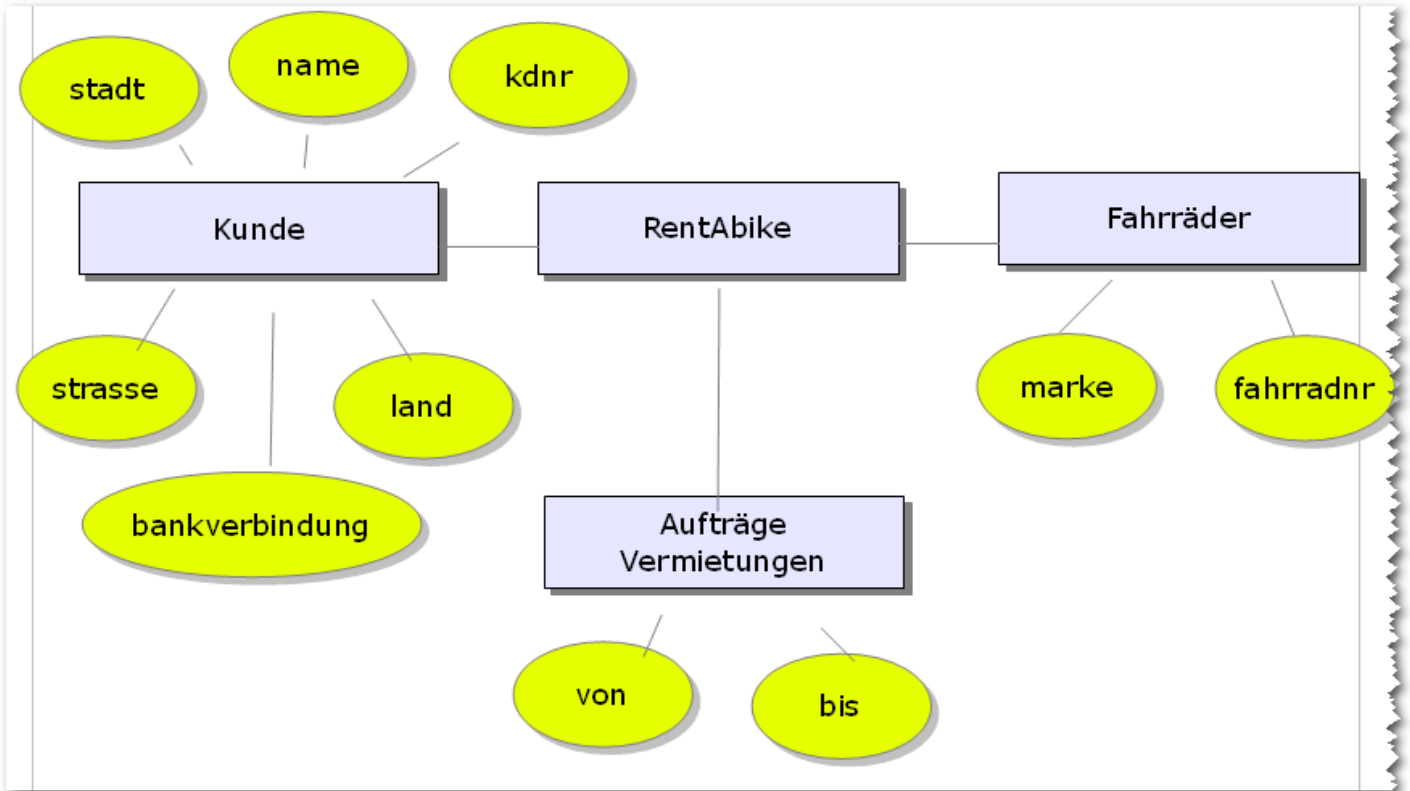 stadt
name
kdnr
Kunde
RentAbike
Fahrräder
strasse
land
marke
fahrradnr
bankverbindung
Aufträge
Vermietungen
von
bis